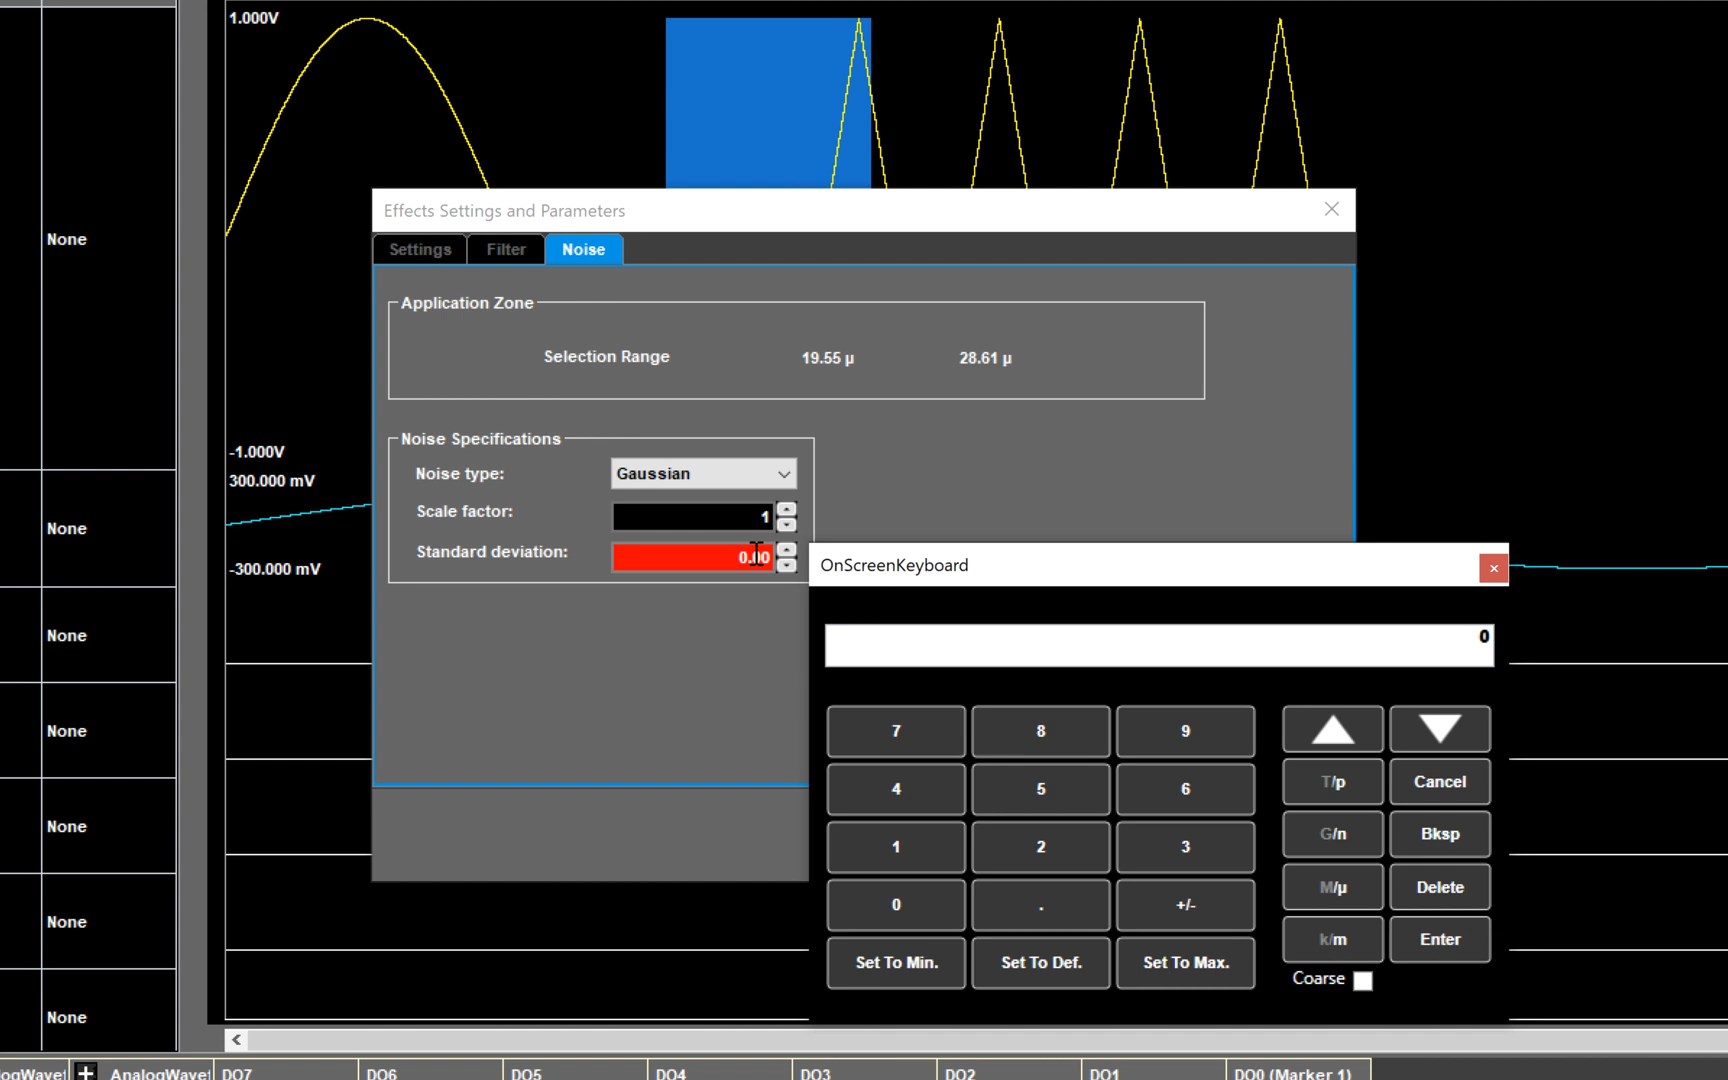 1.000V
None
Effects Settings and Parameters
Settings Filter Noise
Application Zone
Selection Range 19.55 µ 28.61 µ
Noise Specifications
-1.000V
300.000 mV
Noise type: Gaussian
Scale factor: 1
None
Standard deviation: 0.00
-300.000 mV
OnScreenKeyboard
0
None
7 8 9
None
T/p Cancel
4 5 6
None
G/n Bksp
1 2 3
M/µ Delete
0 . +/-
None
k/m Enter
Set To Min. Set To Def. Set To Max.
Coarse
None
ogWavef AnalogWavef DO7 DO6 DO5 DO4 DO3 DO2 DO1 DO0 (Marker 1)